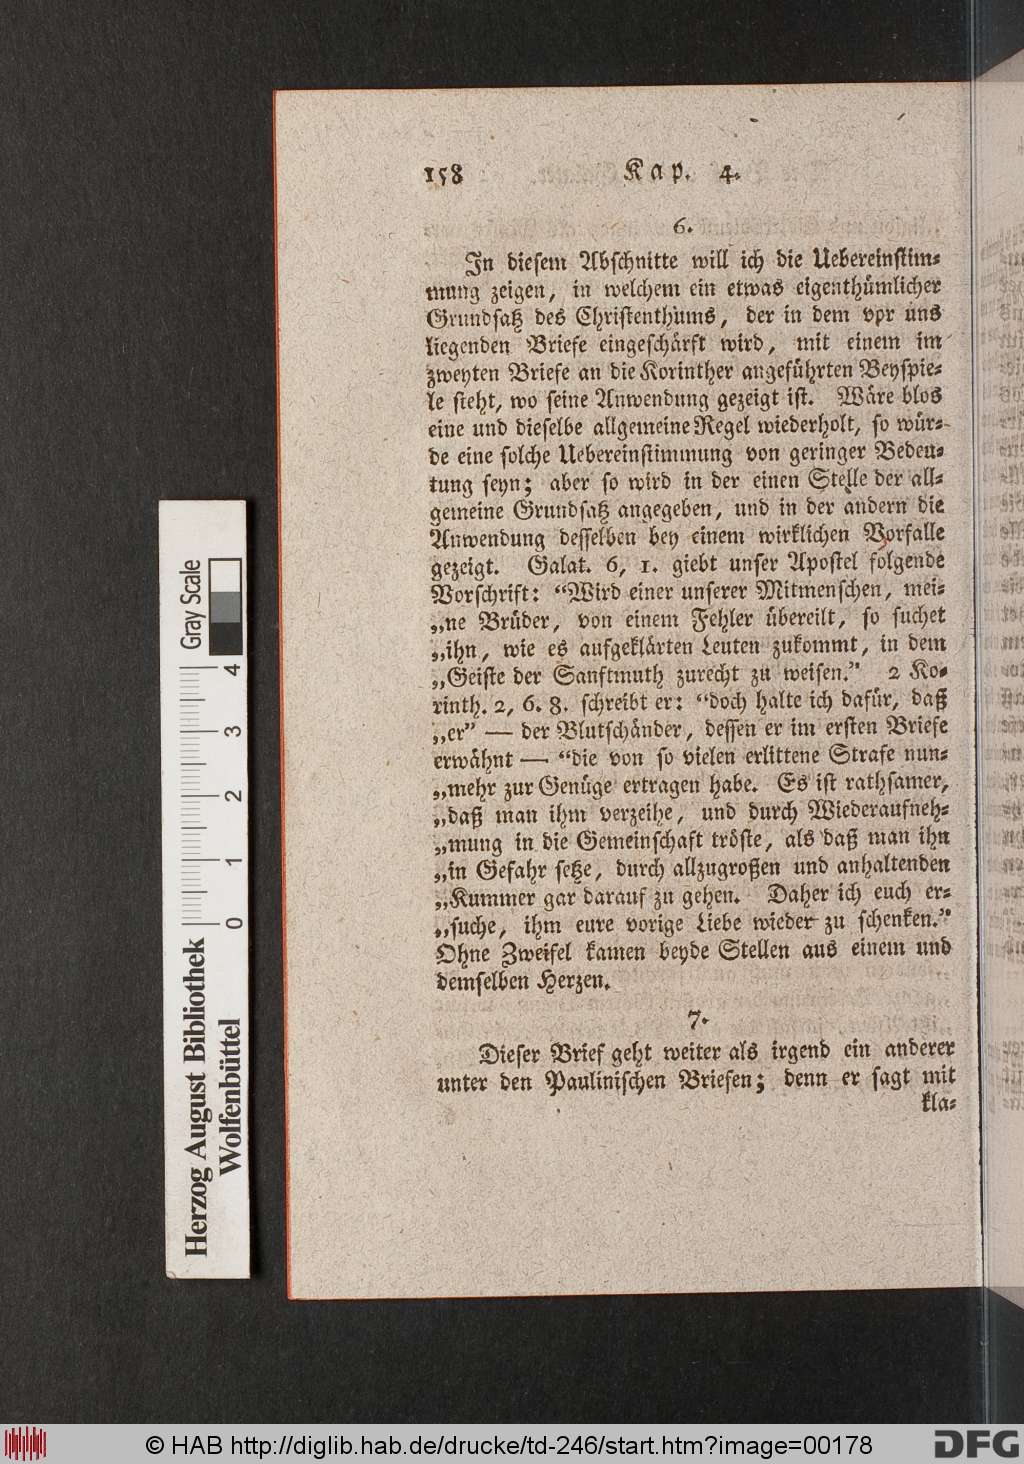 158 Kap. 4.
6.
In diesem Abschnitte will ich die Uebereinstim-
mung zeigen, in welchem ein etwas eigenthümlicher
Grundsatz des Christenthums, der in dem vor uns
liegenden Briefe eingeschärft wird, mit einem im
zweyten Briefe an die Korinther angeführten Beyspie-
le steht, wo seine Anwendung gezeigt ist. Wäre blos
eine und dieselbe allgemeine Regel wiederholt, so wür-
de eine solche Uebereinstimmung von geringer Bedeu-
tung seyn; aber so wird in der einen Stelle der all-
gemeine Grundsatz angegeben, und in der andern die
Anwendung desselben bey einem wirklichen Vorfalle
gezeigt. Galat. 6, 1. giebt unser Apostel folgende
Vorschrift: “Wird einer unserer Mitmenschen, mei-
„ne Brüder, von einem Fehler übereilt, so suchet
„ihn, wie es aufgeklärten Leuten zukommt, in dem
„Geiste der Sanftmuth zurecht zu weisen.” 2 Ko-
rinth. 2, 6. 8. schreibt er: “doch halte ich dafür, daß
„er” — der Blutschänder, dessen er im ersten Briefe
erwähnt — “die von so vielen erlittene Strafe nun-
„mehr zur Genüge ertragen habe. Es ist rathsamer,
„daß man ihm verzeihe, und durch Wiederaufneh-
„mung in die Gemeinschaft tröste, als daß man ihn
„in Gefahr setze, durch allzugroßen und anhaltenden
„Kummer gar darauf zu gehen. Daher ich euch er-
„suche, ihm eure vorige Liebe wieder zu schenken.”
Ohne Zweifel kamen beyde Stellen aus einem und
demselben Herzen.
7.
Dieser Brief geht weiter als irgend ein anderer
unter den Paulinischen Briefen; denn er sagt mit
kla-
Gray Scale
0 1 2 3 4
Herzog August Bibliothek
Wolfenbüttel
© HAB http://diglib.hab.de/drucke/td-246/start.htm?image=00178
DFG